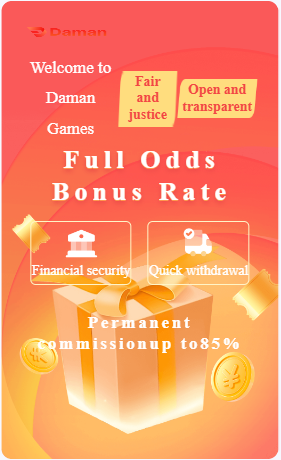 Daman
Welcome to
Daman
Games
Fair
and
justice
Open and
transparent
Full Odds
Bonus Rate
Financial security
Quick withdrawal
Permanent
commissionup to85%
¥